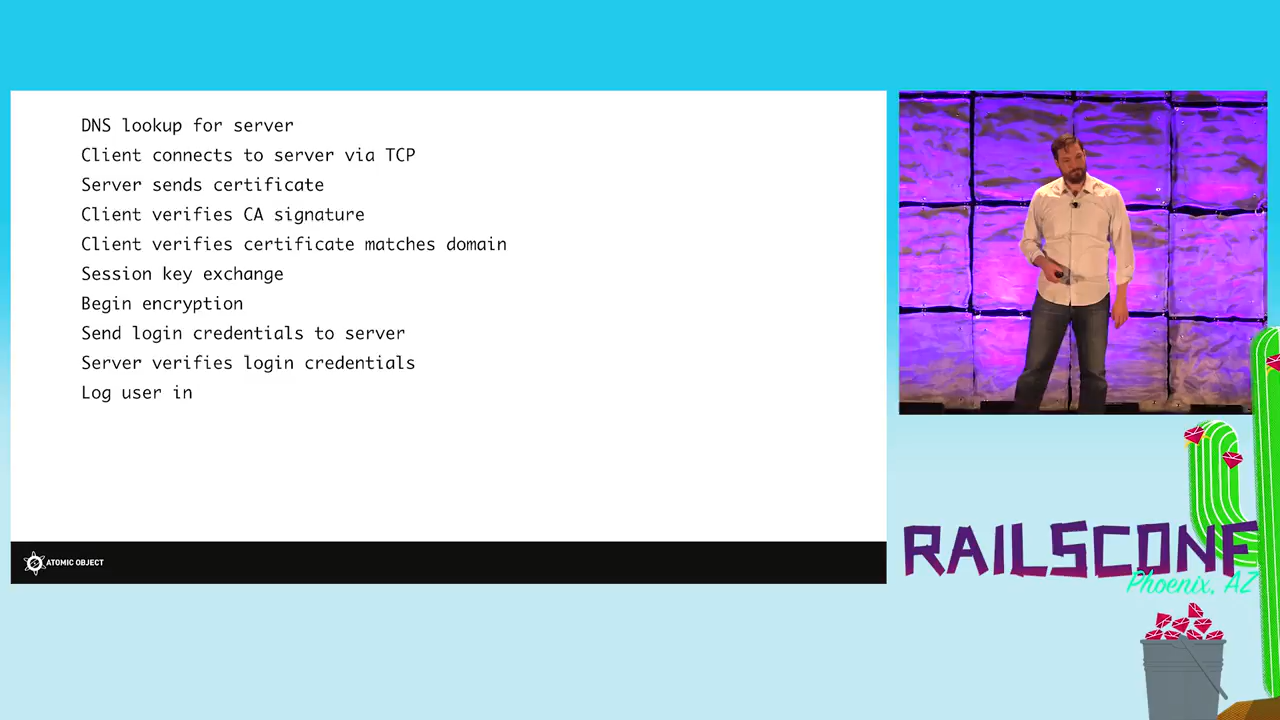 DNS lookup for server
Client connects to server via TCP
Server sends certificate
Client verifies CA signature
Client verifies certificate matches domain
Session key exchange
Begin encryption
Send login credentials to server
Server verifies login credentials
Log user in
ATOMIC OBJECT
RAILSCONF
Phoenix, AZ